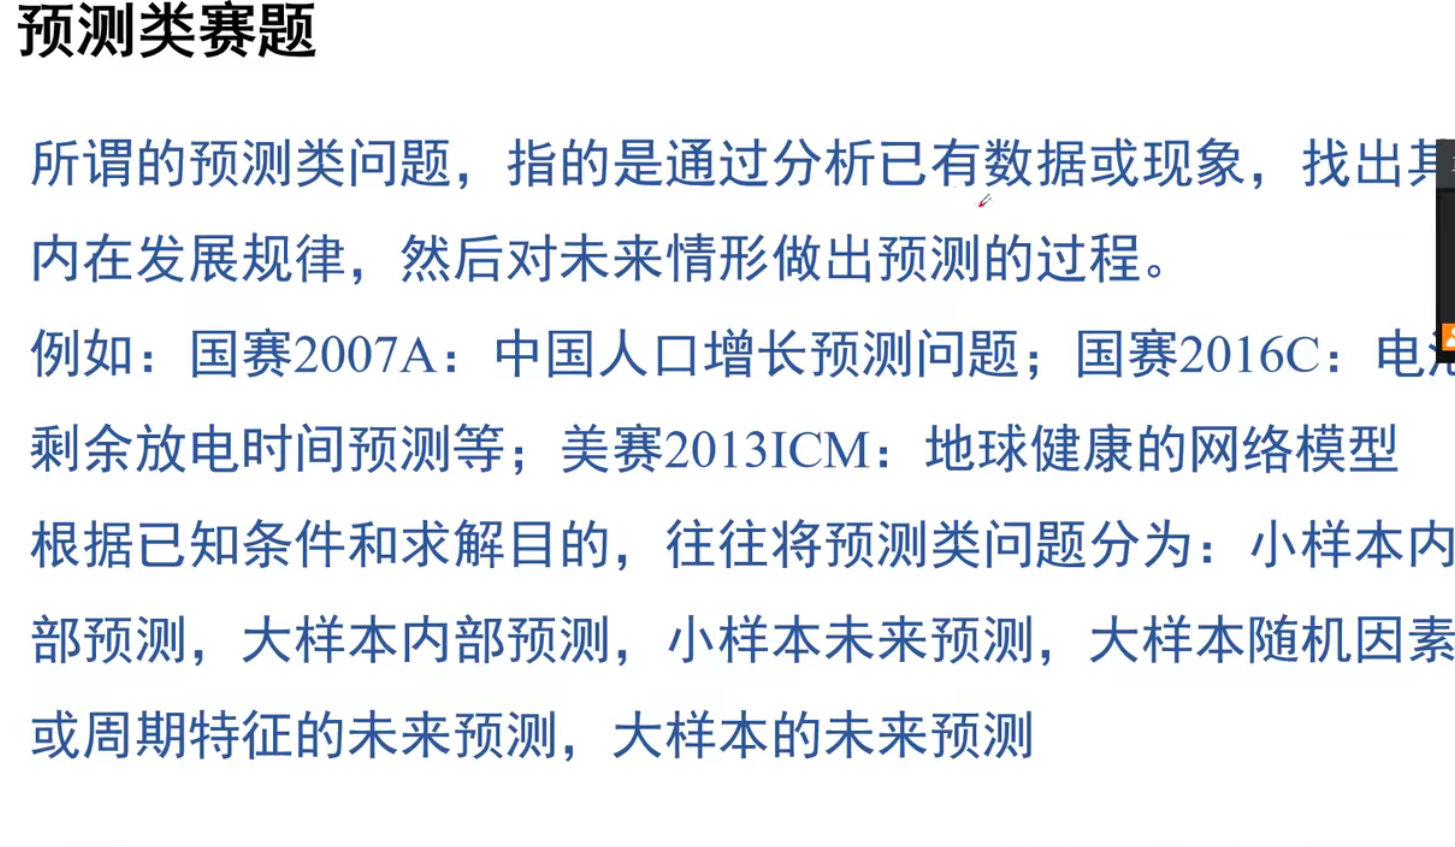 预测类赛题
所谓的预测类问题，指的是通过分析已有数据或现象，找出其
内在发展规律，然后对未来情形做出预测的过程。
例如：国赛2007A：中国人口增长预测问题；国赛2016C：电池
剩余放电时间预测等；美赛2013ICM：地球健康的网络模型
根据已知条件和求解目的，往往将预测类问题分为：小样本内
部预测，大样本内部预测，小样本未来预测，大样本随机因素
或周期特征的未来预测，大样本的未来预测